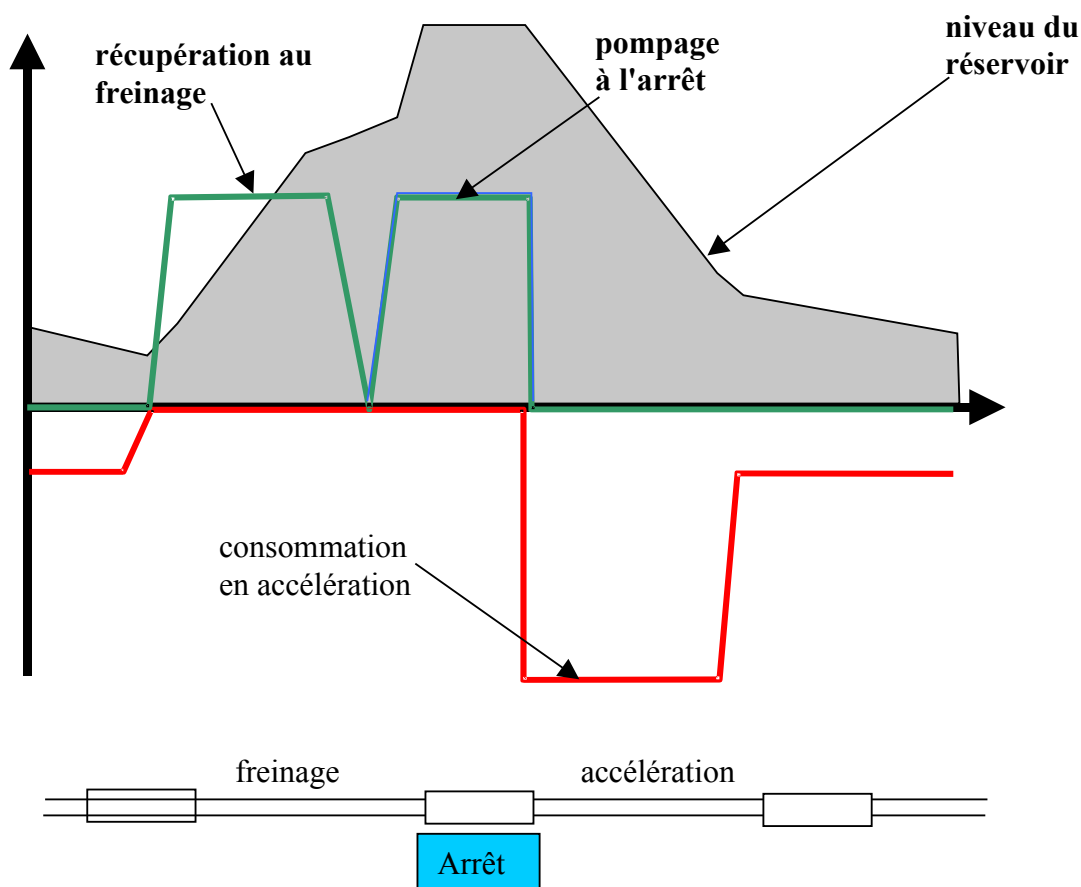 niveau du
réservoir
récupération au
freinage
pompage
à l'arrêt
consommation
en accélération
freinage
accélération
Arrêt